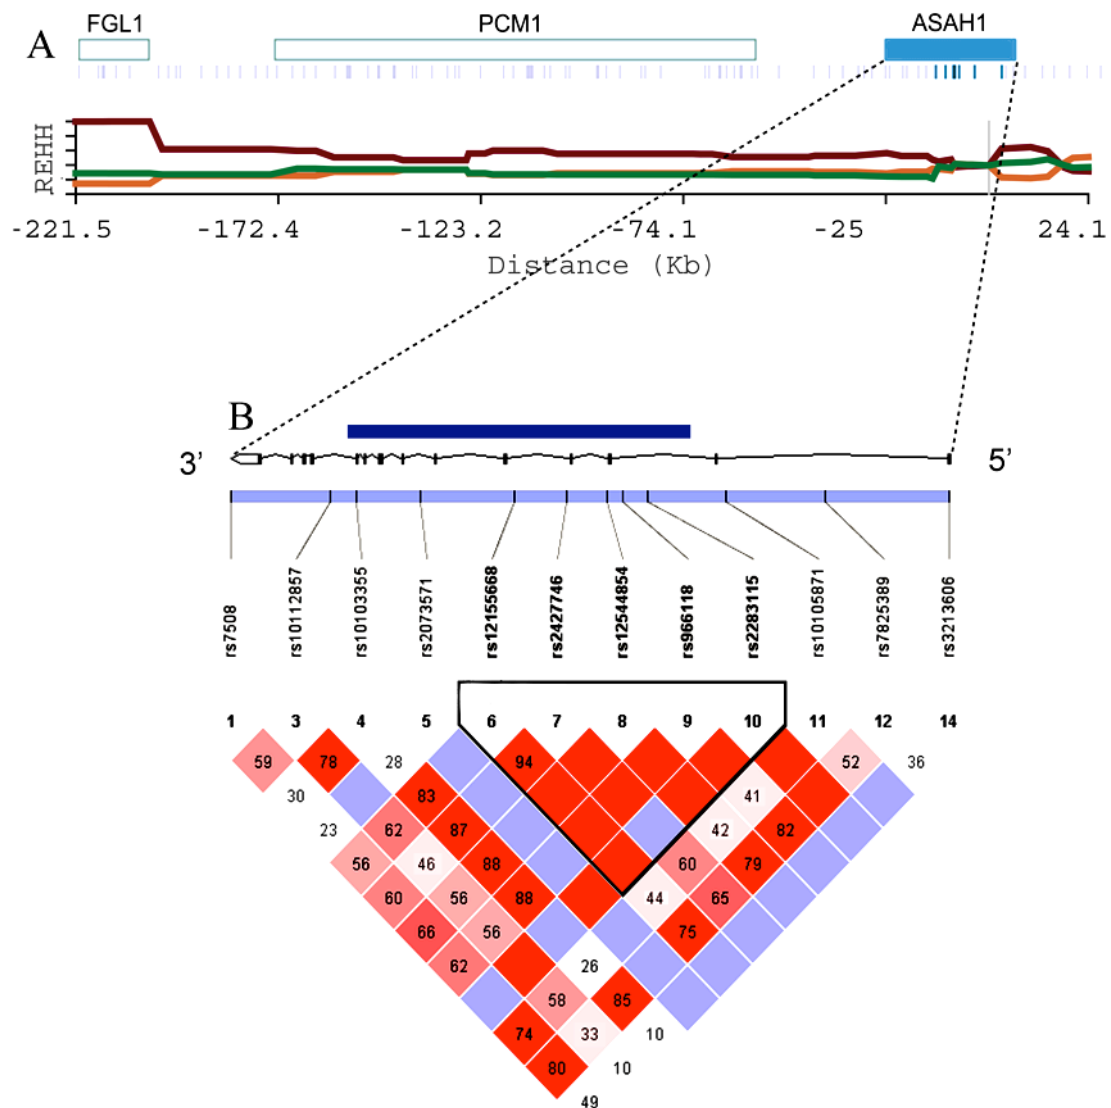 FGL1 PCM1 ASAH1
A
REHH
-221.5 -172.4 -123.2 -74.1 -25 24.1
Distance (Kb)
B
3’ 5’
rs7508 rs10112857 rs10103355 rs2073571 rs12155668 rs2427746 rs12544854 rs966118 rs2283115 rs10105871 rs7825389 rs3213606
1 3 4 5 6 7 8 9 10 11 12 14
59 78 28 94 52 36
30 83 41
23 62 87 42 82
56 46 88 60 79
60 56 88 44 65
66 56 75
62 26
58 85
74 33 10
80 10
49